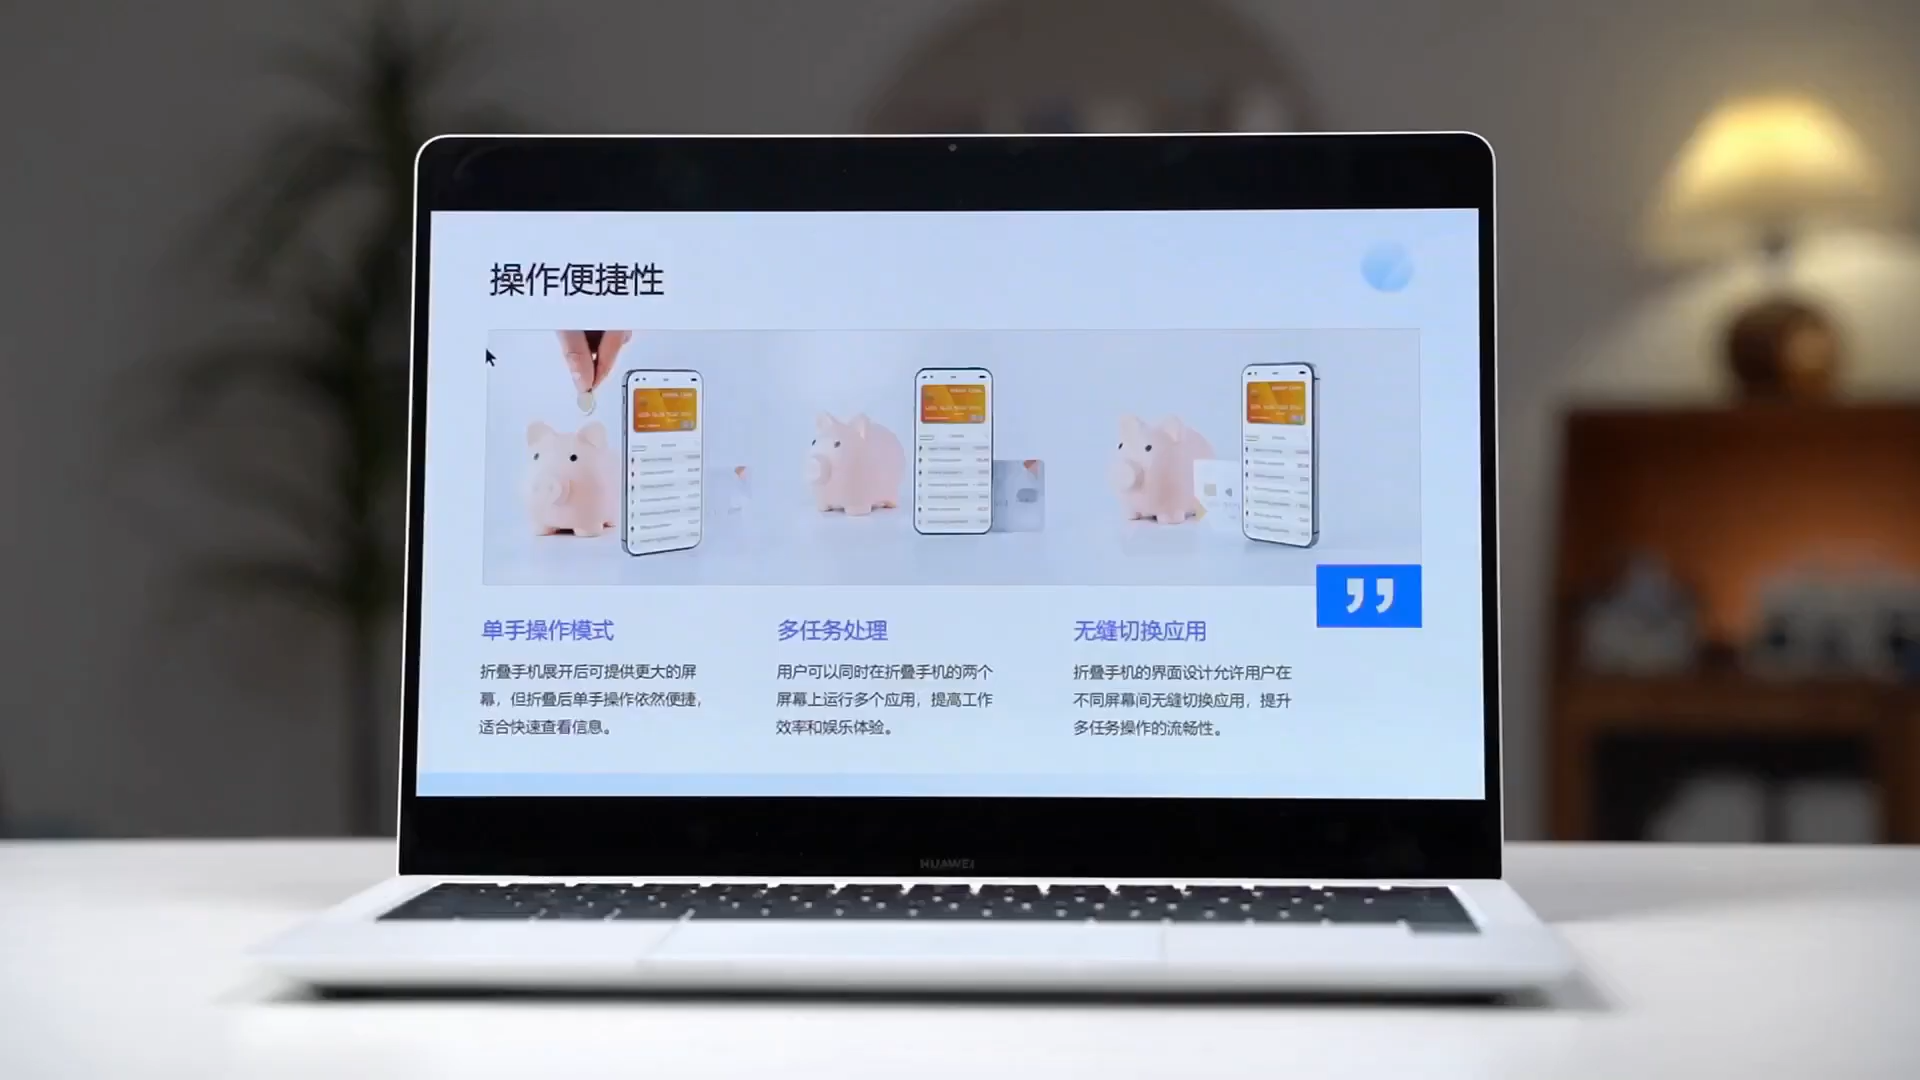 操作便捷性
单手操作模式
折叠手机展开后可提供更大的屏
幕，但折叠后单手操作依然便捷，
适合快速查看信息。
多任务处理
用户可以同时在折叠手机的两个
屏幕上运行多个应用，提高工作
效率和娱乐体验。
无缝切换应用
折叠手机的界面设计允许用户在
不同屏幕间无缝切换应用，提升
多任务操作的流畅性。
HUAWEI